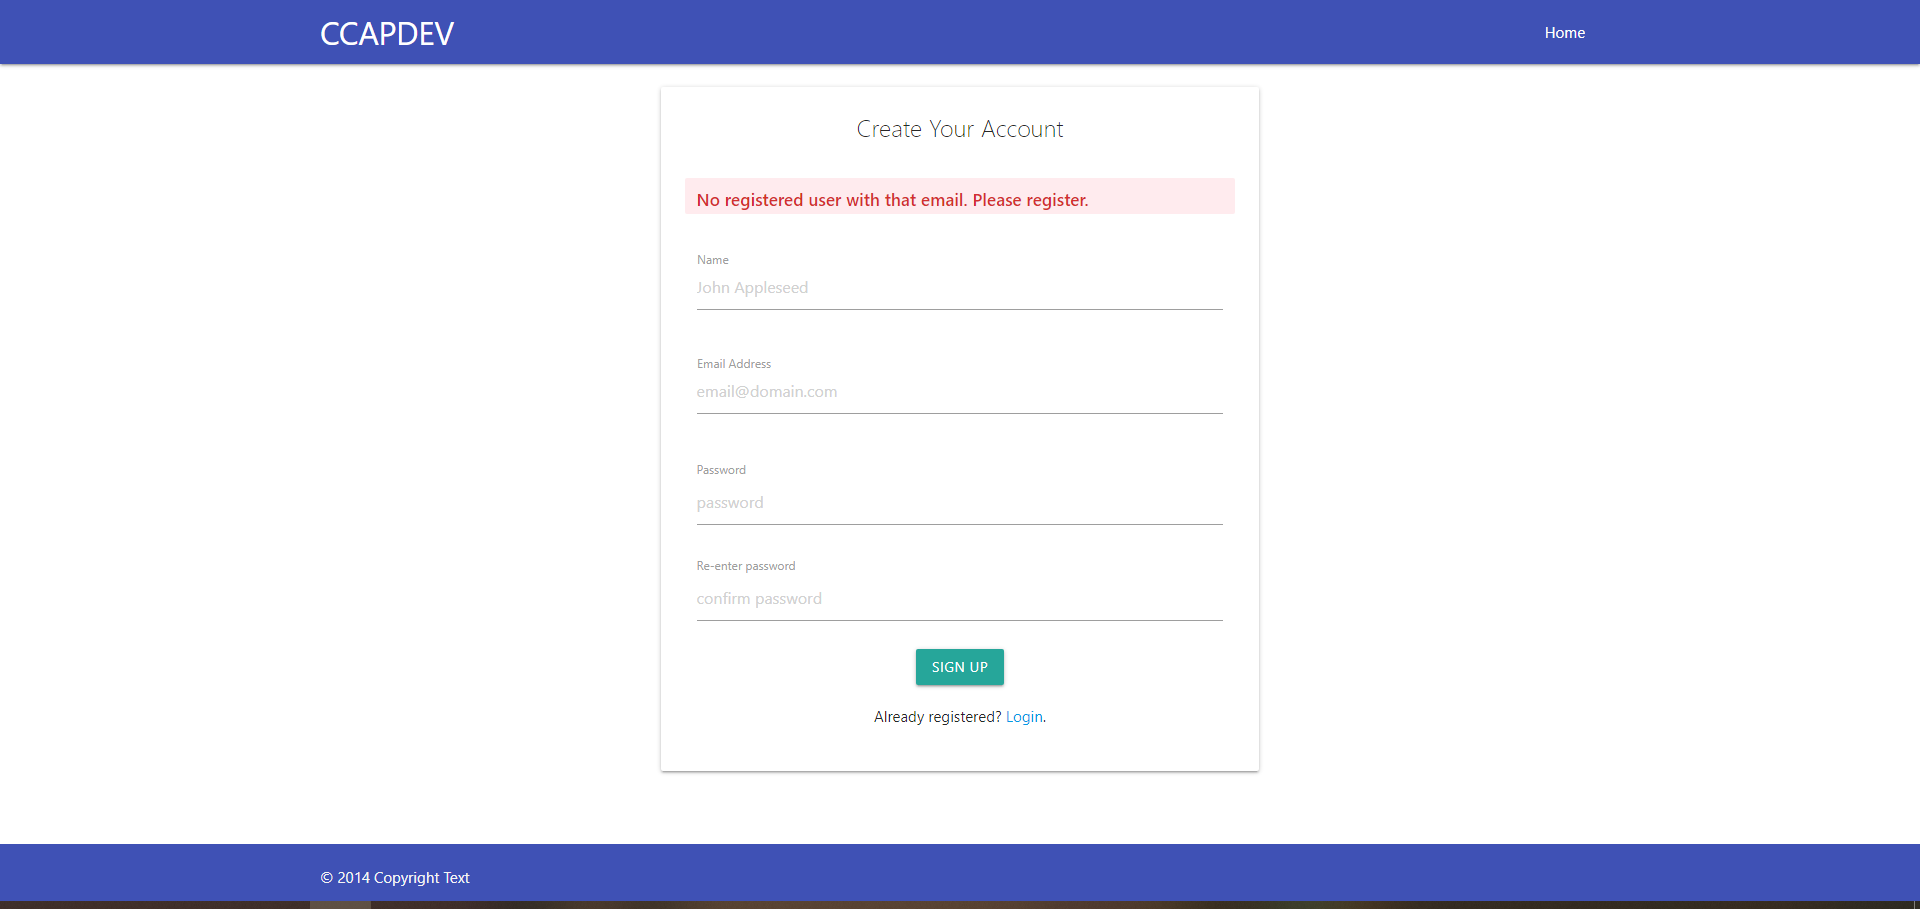 CCAPDEV
Home
Create Your Account
No registered user with that email. Please register.
Name
John Appleseed
Email Address
email@domain.com
Password
password
Re-enter password
confirm password
SIGN UP
Already registered? Login.
© 2014 Copyright Text